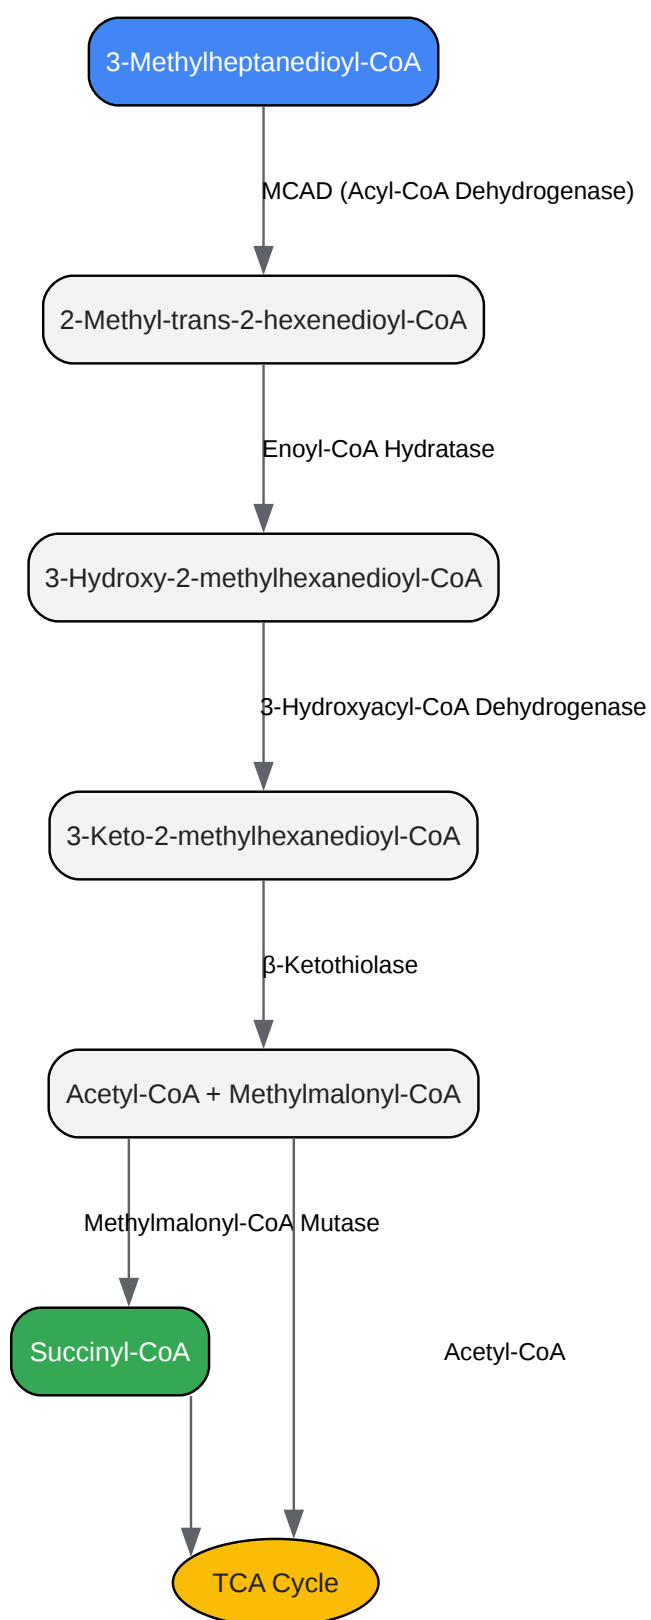 3-Methylheptanedioyl-CoA
MCAD (Acyl-CoA Dehydrogenase)
2-Methyl-trans-2-hexenedioyl-CoA
Enoyl-CoA Hydratase
3-Hydroxy-2-methylhexanedioyl-CoA
3-Hydroxyacyl-CoA Dehydrogenase
3-Keto-2-methylhexanedioyl-CoA
β-Ketothiolase
Acetyl-CoA + Methylmalonyl-CoA
Methylmalonyl-CoA Mutase
Succinyl-CoA
Acetyl-CoA
TCA Cycle